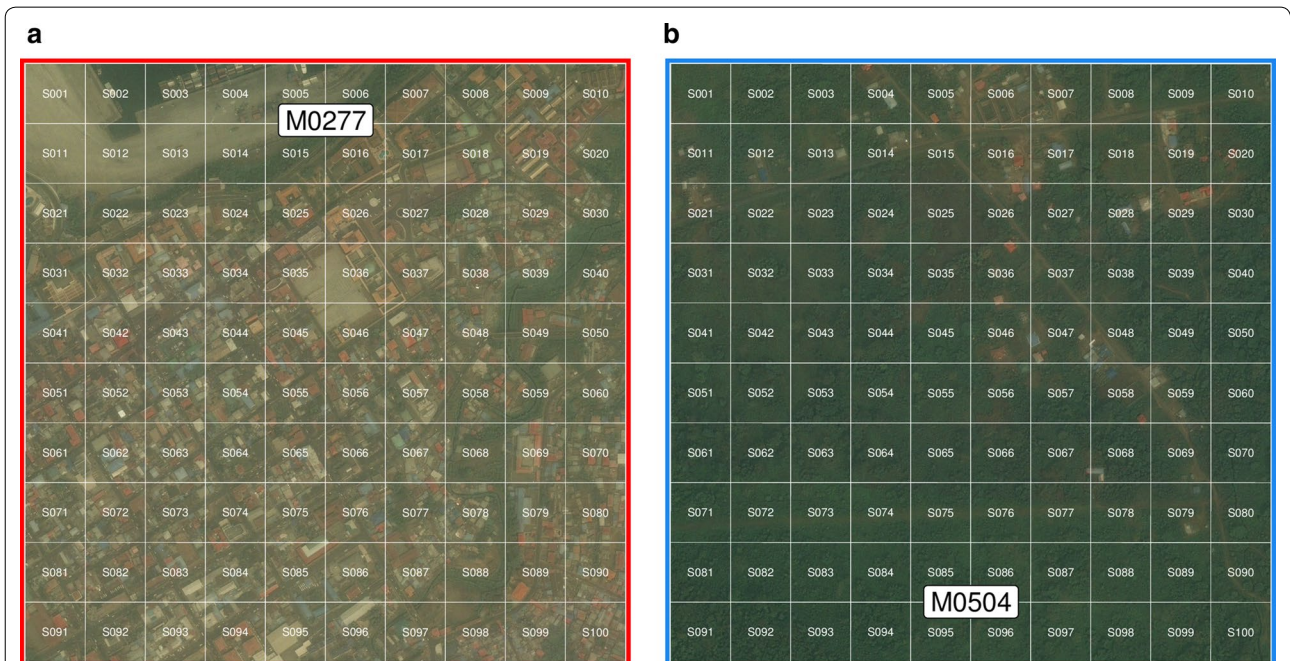 a
b
S001 S002 S003 S004 S005 S006 S007 S008 S009 S010
M0277
S011 S012 S013 S014 S015 S016 S017 S018 S019 S020
S021 S022 S023 S024 S025 S026 S027 S028 S029 S030
S031 S032 S033 S034 S035 S036 S037 S038 S039 S040
S041 S042 S043 S044 S045 S046 S047 S048 S049 S050
S051 S052 S053 S054 S055 S056 S057 S058 S059 S060
S061 S062 S063 S064 S065 S066 S067 S068 S069 S070
S071 S072 S073 S074 S075 S076 S077 S078 S079 S080
S081 S082 S083 S084 S085 S086 S087 S088 S089 S090
S091 S092 S093 S094 S095 S096 S097 S098 S099 S100
S001 S002 S003 S004 S005 S006 S007 S008 S009 S010
S011 S012 S013 S014 S015 S016 S017 S018 S019 S020
S021 S022 S023 S024 S025 S026 S027 S028 S029 S030
S031 S032 S033 S034 S035 S036 S037 S038 S039 S040
S041 S042 S043 S044 S045 S046 S047 S048 S049 S050
S051 S052 S053 S054 S055 S056 S057 S058 S059 S060
S061 S062 S063 S064 S065 S066 S067 S068 S069 S070
S071 S072 S073 S074 S075 S076 S077 S078 S079 S080
S081 S082 S083 S084 S085 S086 S087 S088 S089 S090
M0504
S091 S092 S093 S094 S095 S096 S097 S098 S099 S100